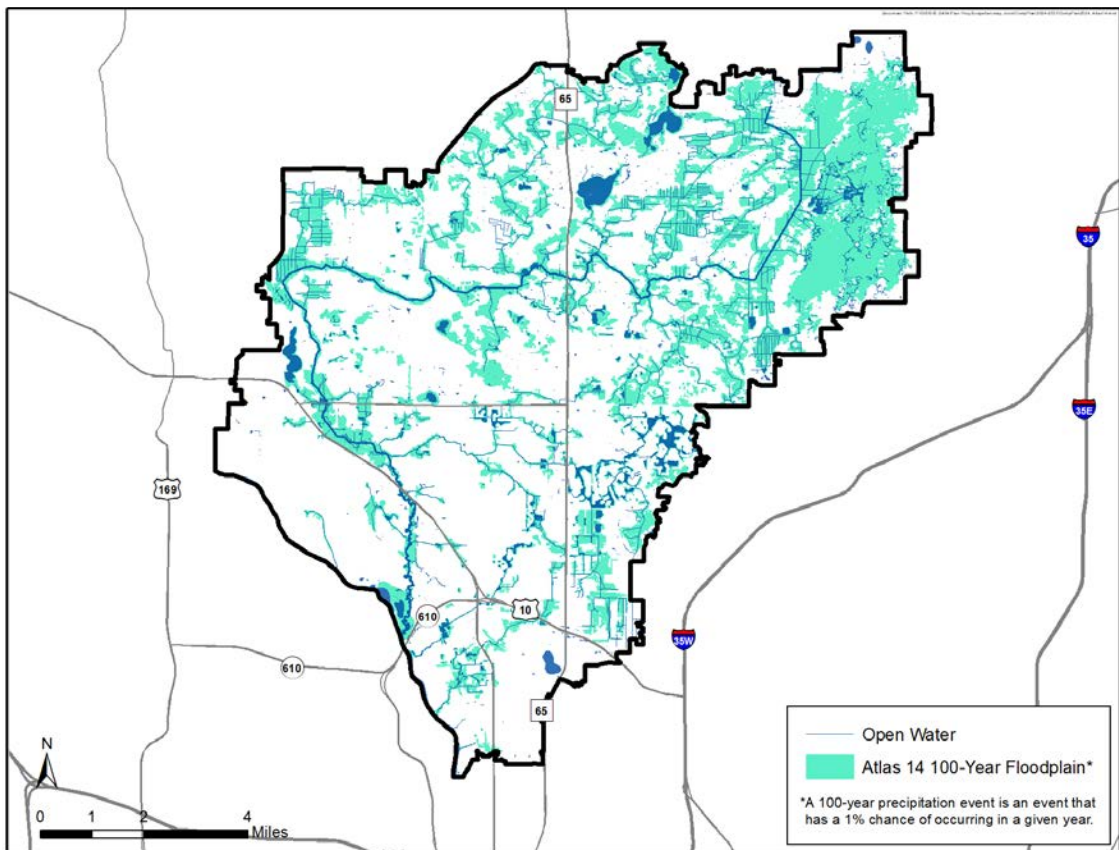 65
35
35E
169
610
10
610
35W
65
N
0 1 2 4
Miles
Open Water
Atlas 14 100-Year Floodplain*
*A 100-year precipitation event is an event that
has a 1% chance of occurring in a given year.